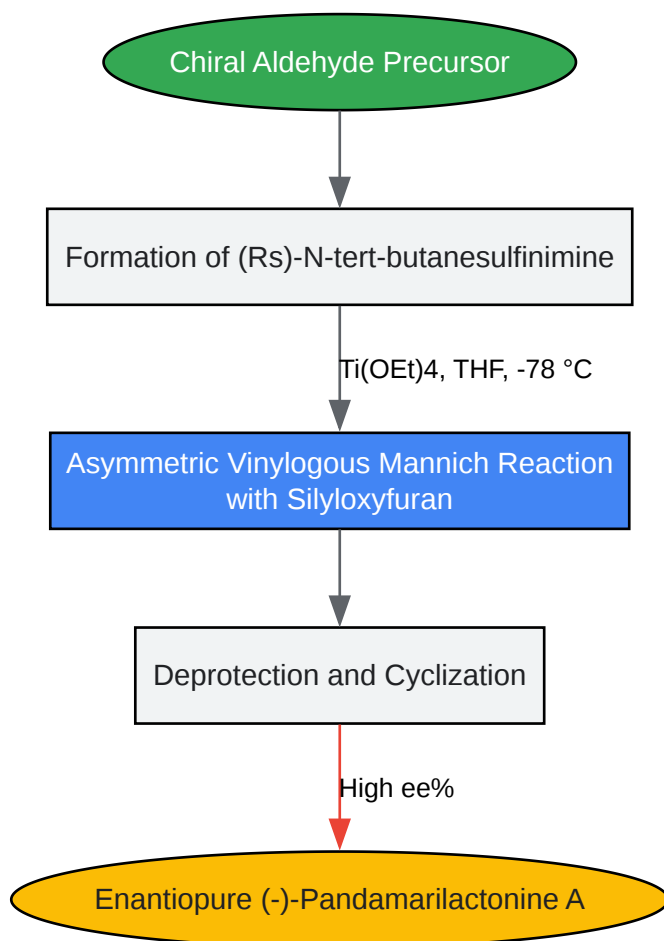 Chiral Aldehyde Precursor
Formation of (Rs)-N-tert-butanesulfinimine
Ti(OEt)4, THF, -78 °C
Asymmetric Vinylogous Mannich Reaction
with Silyloxyfuran
Deprotection and Cyclization
High ee%
Enantiopure (-)-Pandamarilactonine A